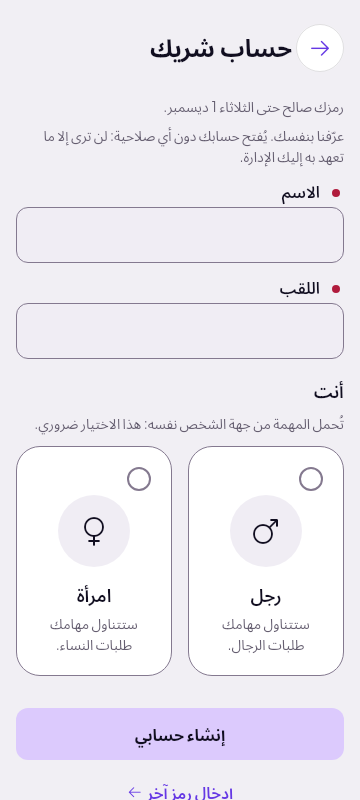 حساب شريك
رمزك صالح حتى الثلاثاء 1 ديسمبر.
عرّفنا بنفسك. يُفتح حسابك دون أي صلاحية: لن ترى إلا ما
تعهد به إليك الإدارة.
الاسم
اللقب
أنت
تُحمل المهمة من جهة الشخص نفسه: هذا الاختيار ضروري.
رجل
ستتناول مهامك
طلبات الرجال.
امرأة
ستتناول مهامك
طلبات النساء.
إنشاء حسابي
إدخال رمز آخر